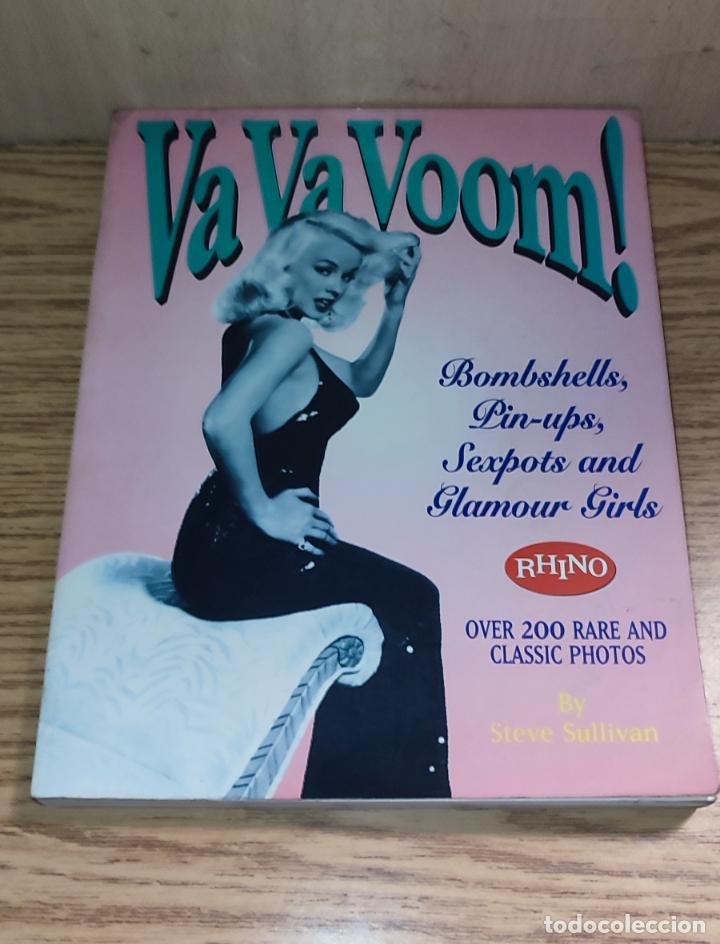 Va Va Voom!
Bombshells,
Pin-ups,
Sexpots and
Glamour Girls
RHINO
OVER 200 RARE AND
CLASSIC PHOTOS
By
Steve Sullivan
todocoleccion